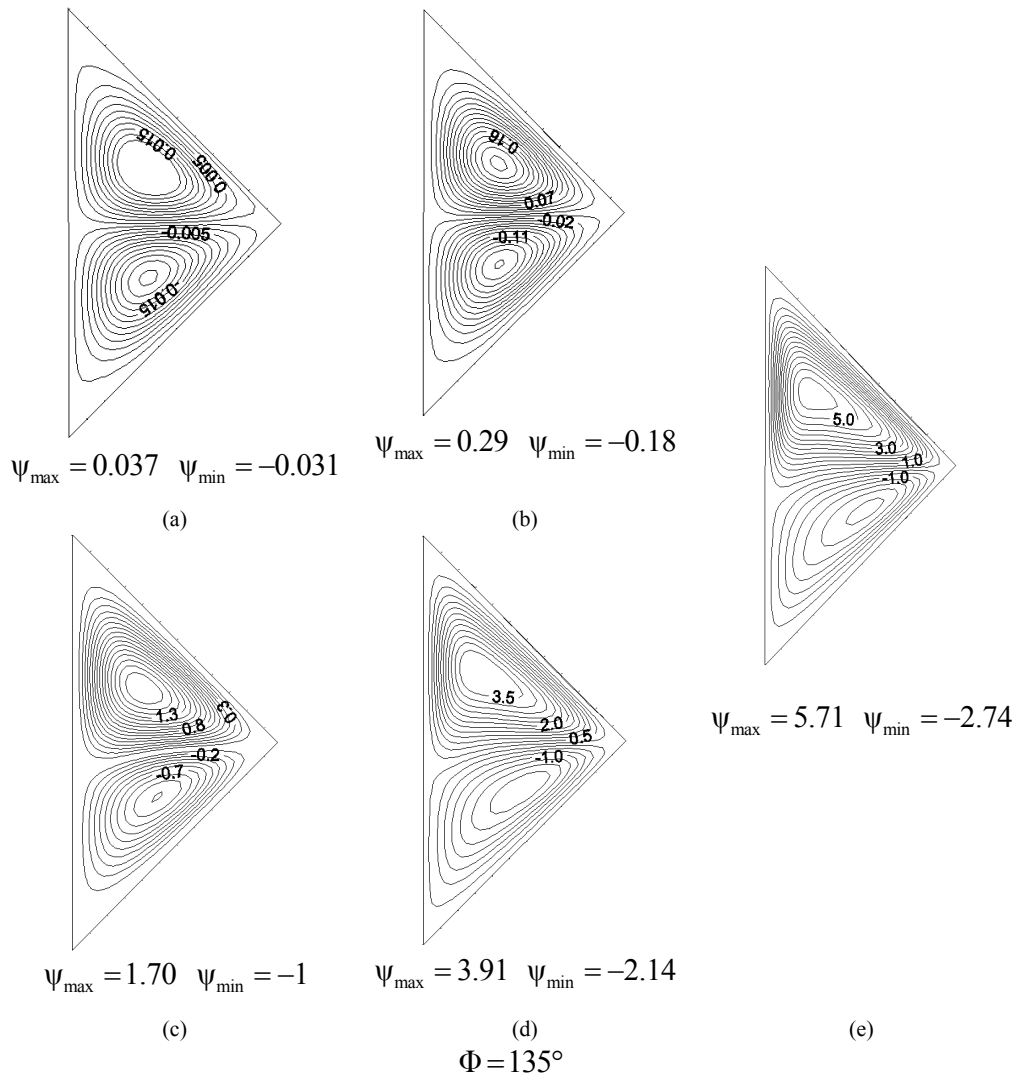 0.015
0.005
-0.005
-0.015
ψmax = 0.037 ψmin = −0.031
(a)
0.16
0.07
-0.02
-0.11
ψmax = 0.29 ψmin = −0.18
(b)
1.3
0.8
0.3
-0.2
-0.7
ψmax = 1.70 ψmin = −1
(c)
3.5
2.0
0.5
-1.0
ψmax = 3.91 ψmin = −2.14
(d)
5.0
3.0
1.0
-1.0
ψmax = 5.71 ψmin = −2.74
(e)
Φ = 135°